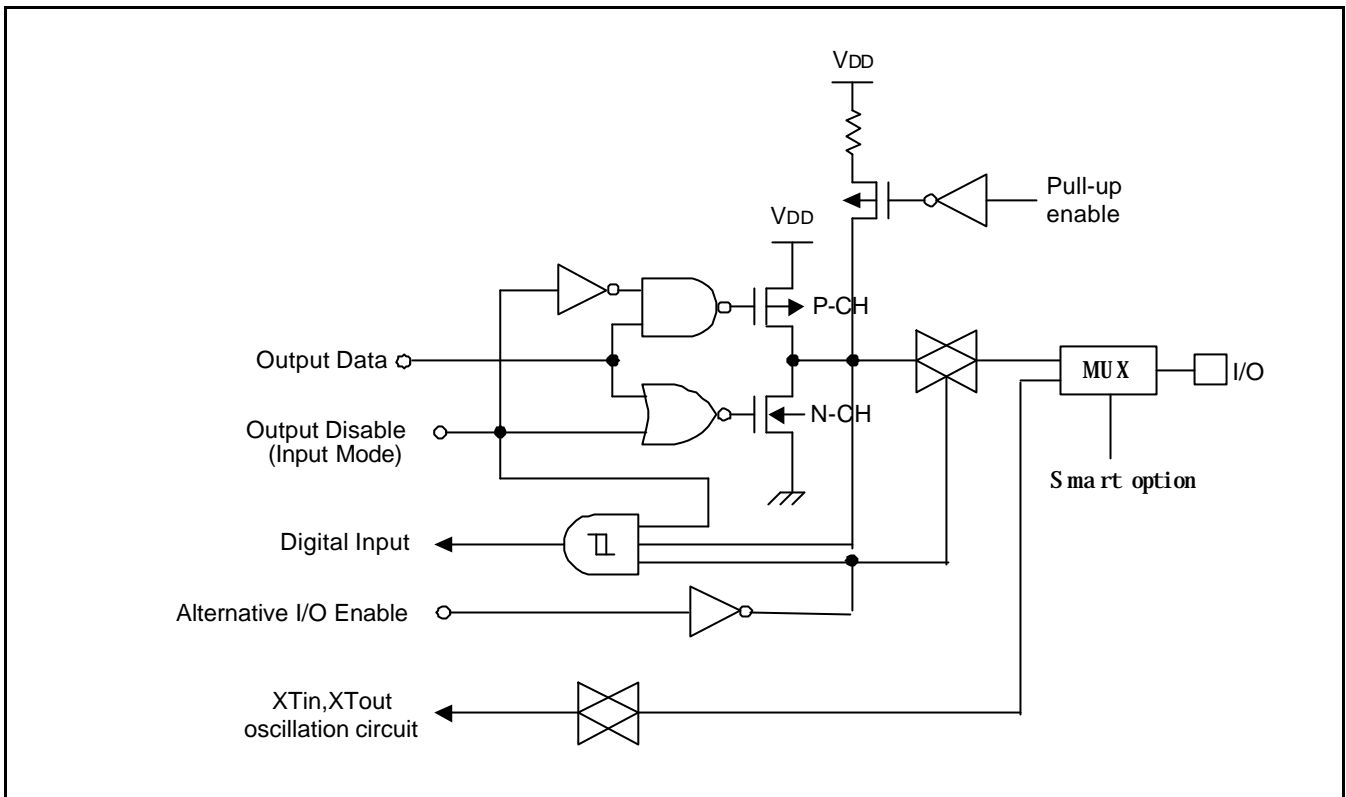 VDD
Pull-up
enable
VDD
P-CH
Output Data
MUX
I/O
N-CH
Output Disable
(Input Mode)
Smart option
Digital Input
Alternative I/O Enable
XTin,XTout
oscillation circuit